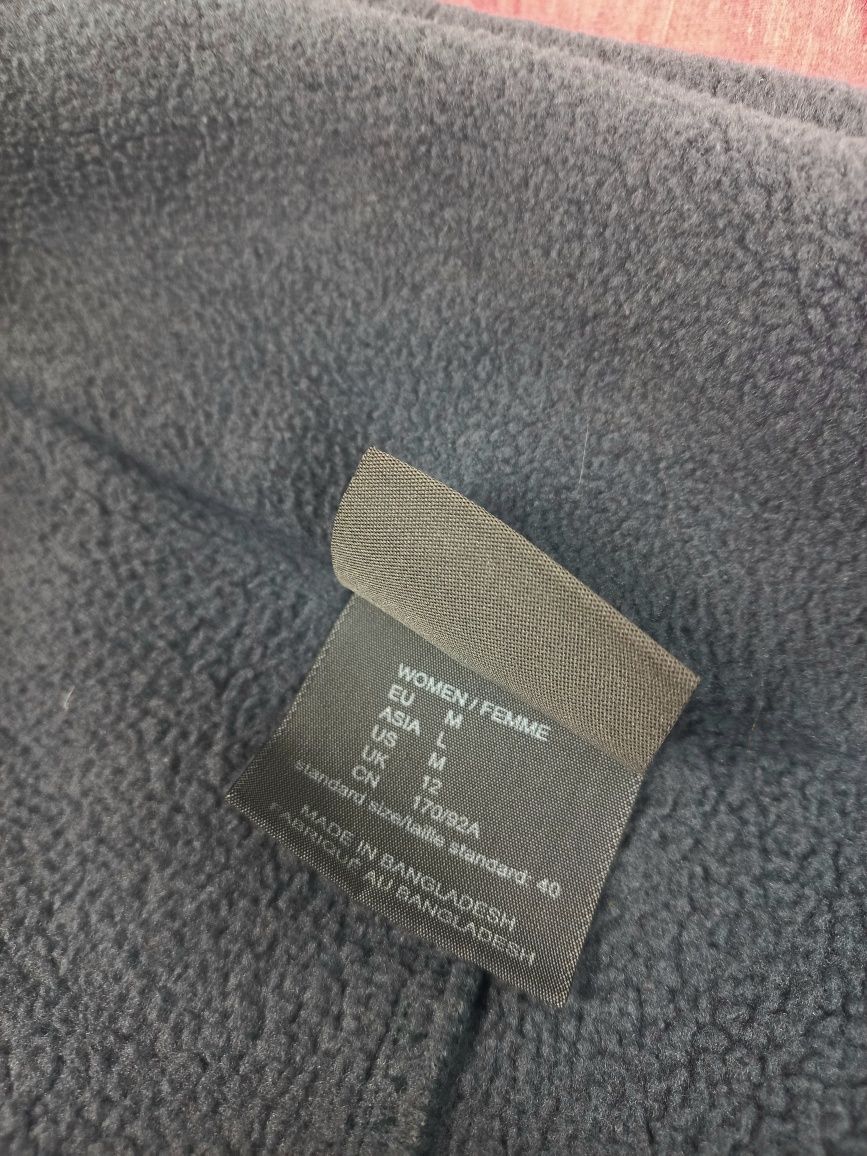 WOMEN / FEMME
EU M
ASIA L
US M
UK 12
CN 170/92A
standard size/taille standard 40
MADE IN BANGLADESH
FABRIQUÉ AU BANGLADESH